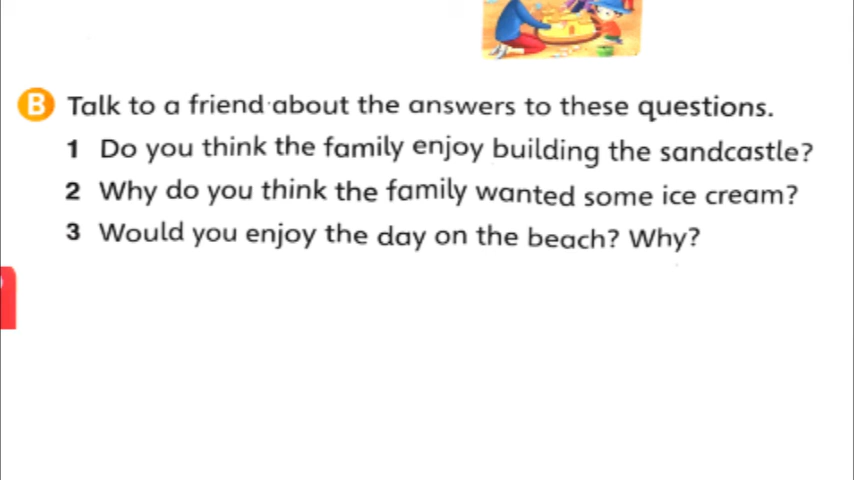 B Talk to a friend about the answers to these questions.
1 Do you think the family enjoy building the sandcastle?
2 Why do you think the family wanted some ice cream?
3 Would you enjoy the day on the beach? Why?